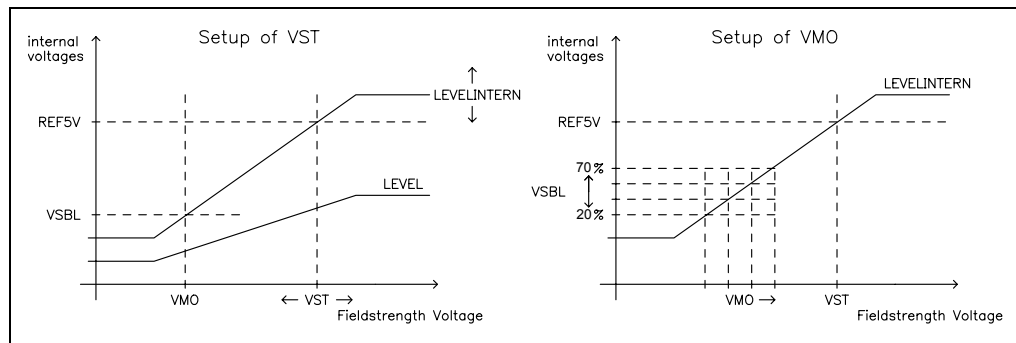 Setup of VST
internal
voltages
LEVELINTERN
REF5V
LEVEL
VSBL
VMO
VST
Fieldstrength Voltage
Setup of VMO
internal
voltages
LEVELINTERN
REF5V
70%
VSBL
20%
VMO
VST
Fieldstrength Voltage